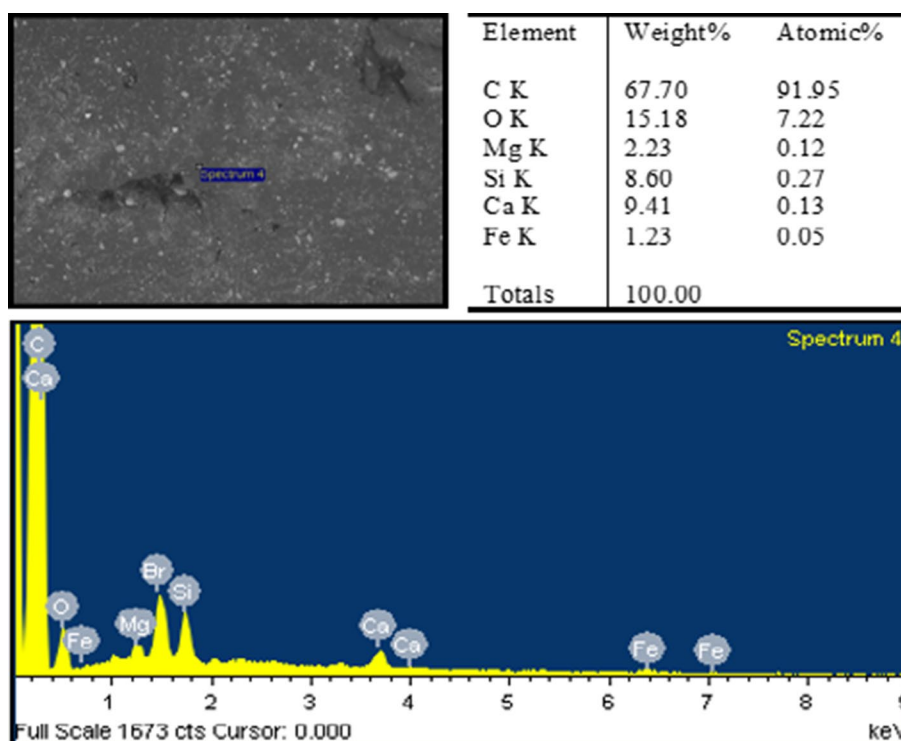 Spectrum 4
Element Weight% Atomic%
C K 67.70 91.95
O K 15.18 7.22
Mg K 2.23 0.12
Si K 8.60 0.27
Ca K 9.41 0.13
Fe K 1.23 0.05
Totals 100.00
Spectrum 4
C
Ca
O
Fe
Mg
Br
Si
Ca
Ca
Fe
Fe
1 2 3 4 5 6 7 8 9
Full Scale 1673 cts Cursor: 0.000 keV